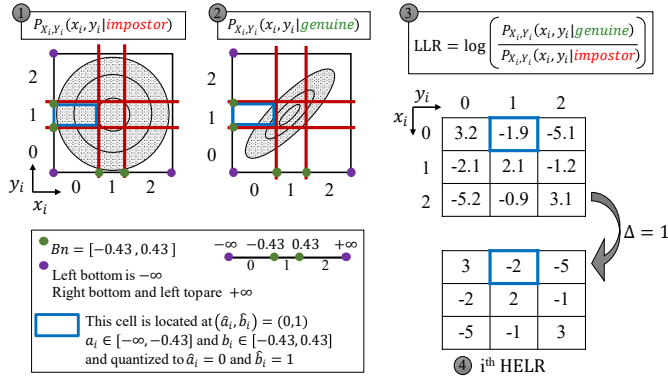 1
P_{X_i,Y_i}(x_i, y_i|impostor)
2
1
0
y_i
x_i
0 1 2
2
P_{X_i,Y_i}(x_i, y_i|genuine)
2
1
0
y_i
x_i
0 1 2
3
LLR = log ( P_{X_i,Y_i}(x_i, y_i|genuine) / P_{X_i,Y_i}(x_i, y_i|impostor) )
y_i
x_i
0 1 2
0 3.2 -1.9 -5.1
1 -2.1 2.1 -1.2
2 -5.2 -0.9 3.1
Δ = 1
3 -2 -5
-2 2 -1
-5 -1 3
4 i^th HELR
Bn = [-0.43, 0.43]
-∞ -0.43 0.43 +∞
0 1 2
Left bottom is -∞
Right bottom and left topare +∞
This cell is located at (â_i, b̂_i) = (0,1)
a_i ∈ [-∞, -0.43] and b_i ∈ [-0.43, 0.43]
and quantized to â_i = 0 and b̂_i = 1